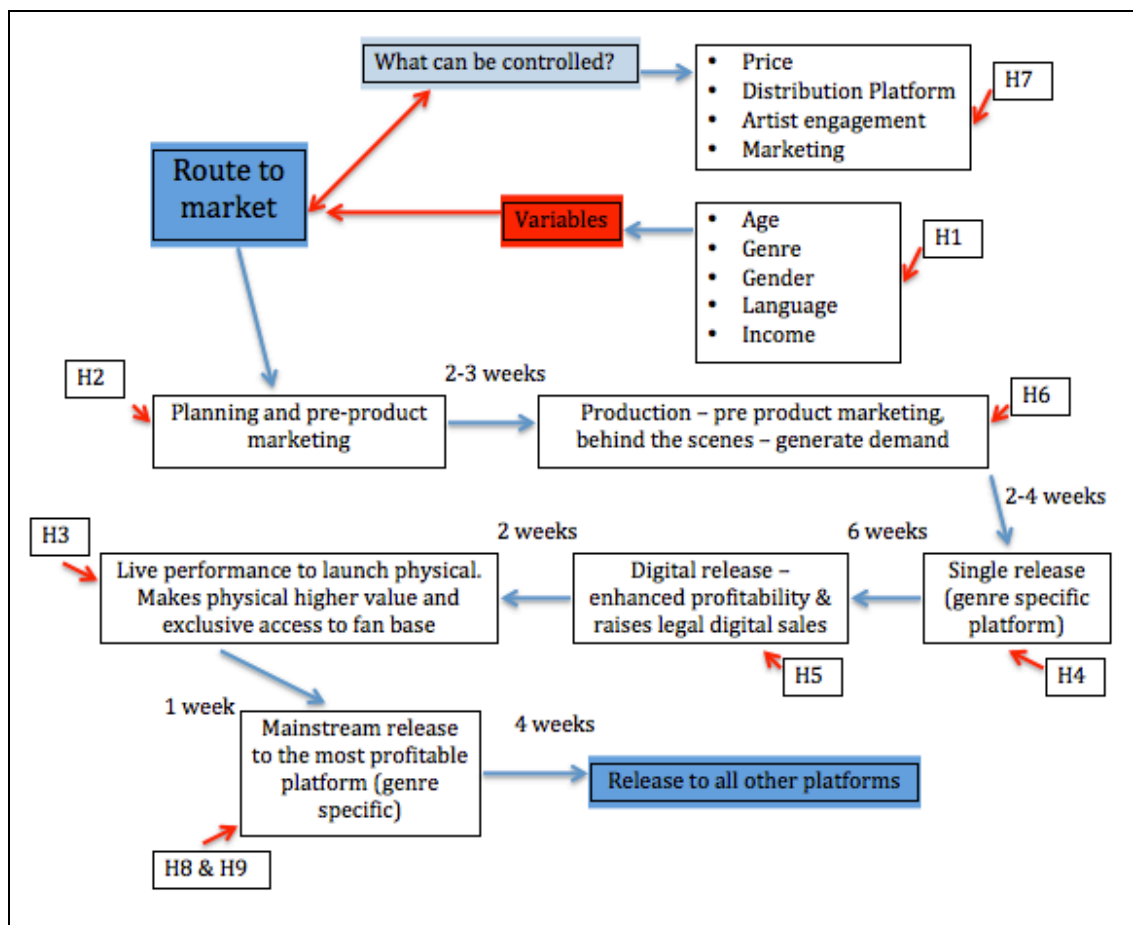 What can be controlled?
• Price
• Distribution Platform
• Artist engagement
• Marketing
H7
Route to
market
Variables
• Age
• Genre
• Gender
• Language
• Income
H1
H2
Planning and pre-product
marketing
2-3 weeks
Production – pre product marketing,
behind the scenes – generate demand
H6
2-4 weeks
H3
Live performance to launch physical.
Makes physical higher value and
exclusive access to fan base
2 weeks
Digital release –
enhanced profitability &
raises legal digital sales
H5
6 weeks
Single release
(genre specific
platform)
H4
1 week
Mainstream release
to the most profitable
platform (genre
specific)
H8 & H9
4 weeks
Release to all other platforms